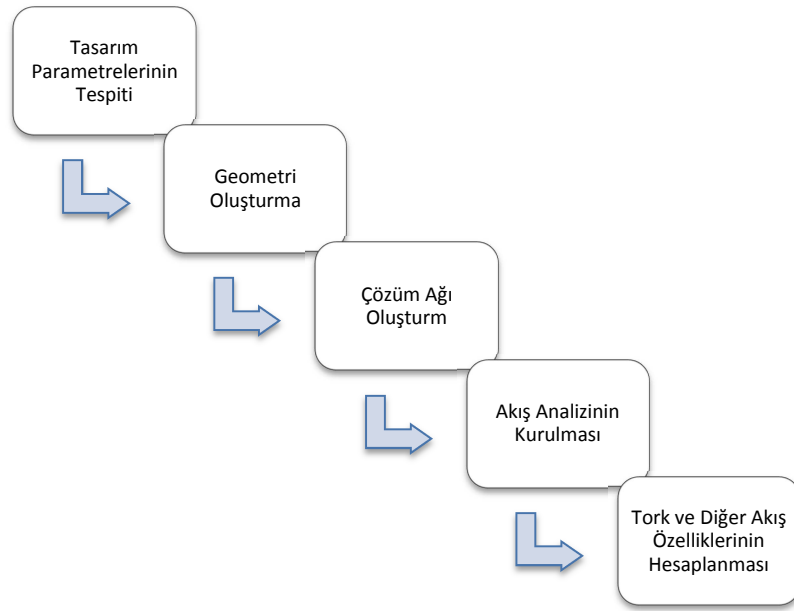 Tasarım
Parametrelerinin
Tespiti
Geometri
Oluşturma
Çözüm Ağı
Oluşturm
Akış Analizinin
Kurulması
Tork ve Diğer Akış
Özelliklerinin
Hesaplanması